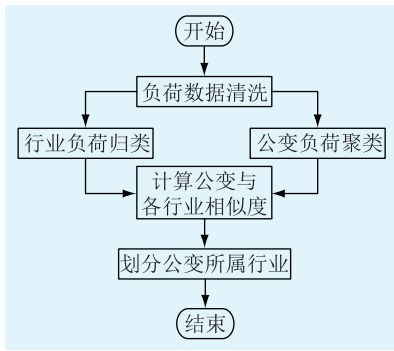 开始
负荷数据清洗
行业负荷归类
公变负荷聚类
计算公变与
各行业相似度
划分公变所属行业
结束